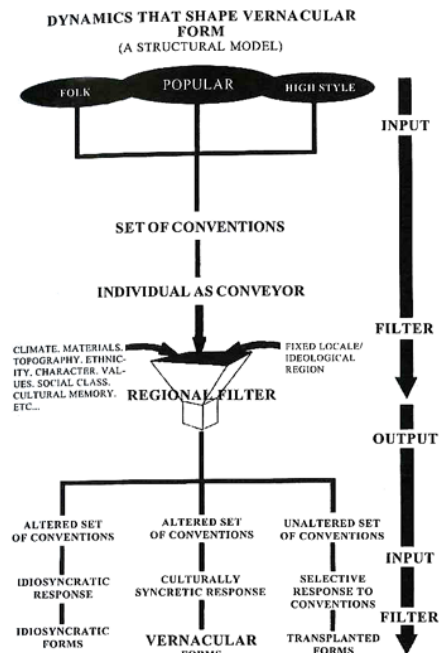 DYNAMICS THAT SHAPE VERNACULAR
FORM
(A STRUCTURAL MODEL)
FOLK
POPULAR
HIGH STYLE
INPUT
SET OF CONVENTIONS
INDIVIDUAL AS CONVEYOR
FILTER
CLIMATE. MATERIALS.
TOPOGRAPHY. ETHNIC-
ITY. CHARACTER. VAL-
UES. SOCIAL CLASS.
CULTURAL MEMORY.
ETC...
FIXED LOCALE/
IDEOLOGICAL
REGION
REGIONAL FILTER
OUTPUT
ALTERED SET
OF CONVENTIONS
ALTERED SET
OF CONVENTIONS
UNALTERED SET
OF CONVENTIONS
INPUT
IDIOSYNCRATIC
RESPONSE
CULTURALLY
SYNCRETIC RESPONSE
SELECTIVE
RESPONSE TO
CONVENTIONS
FILTER
IDIOSYNCRATIC
FORMS
VERNACULAR
FORMS
TRANSPLANTED
FORMS